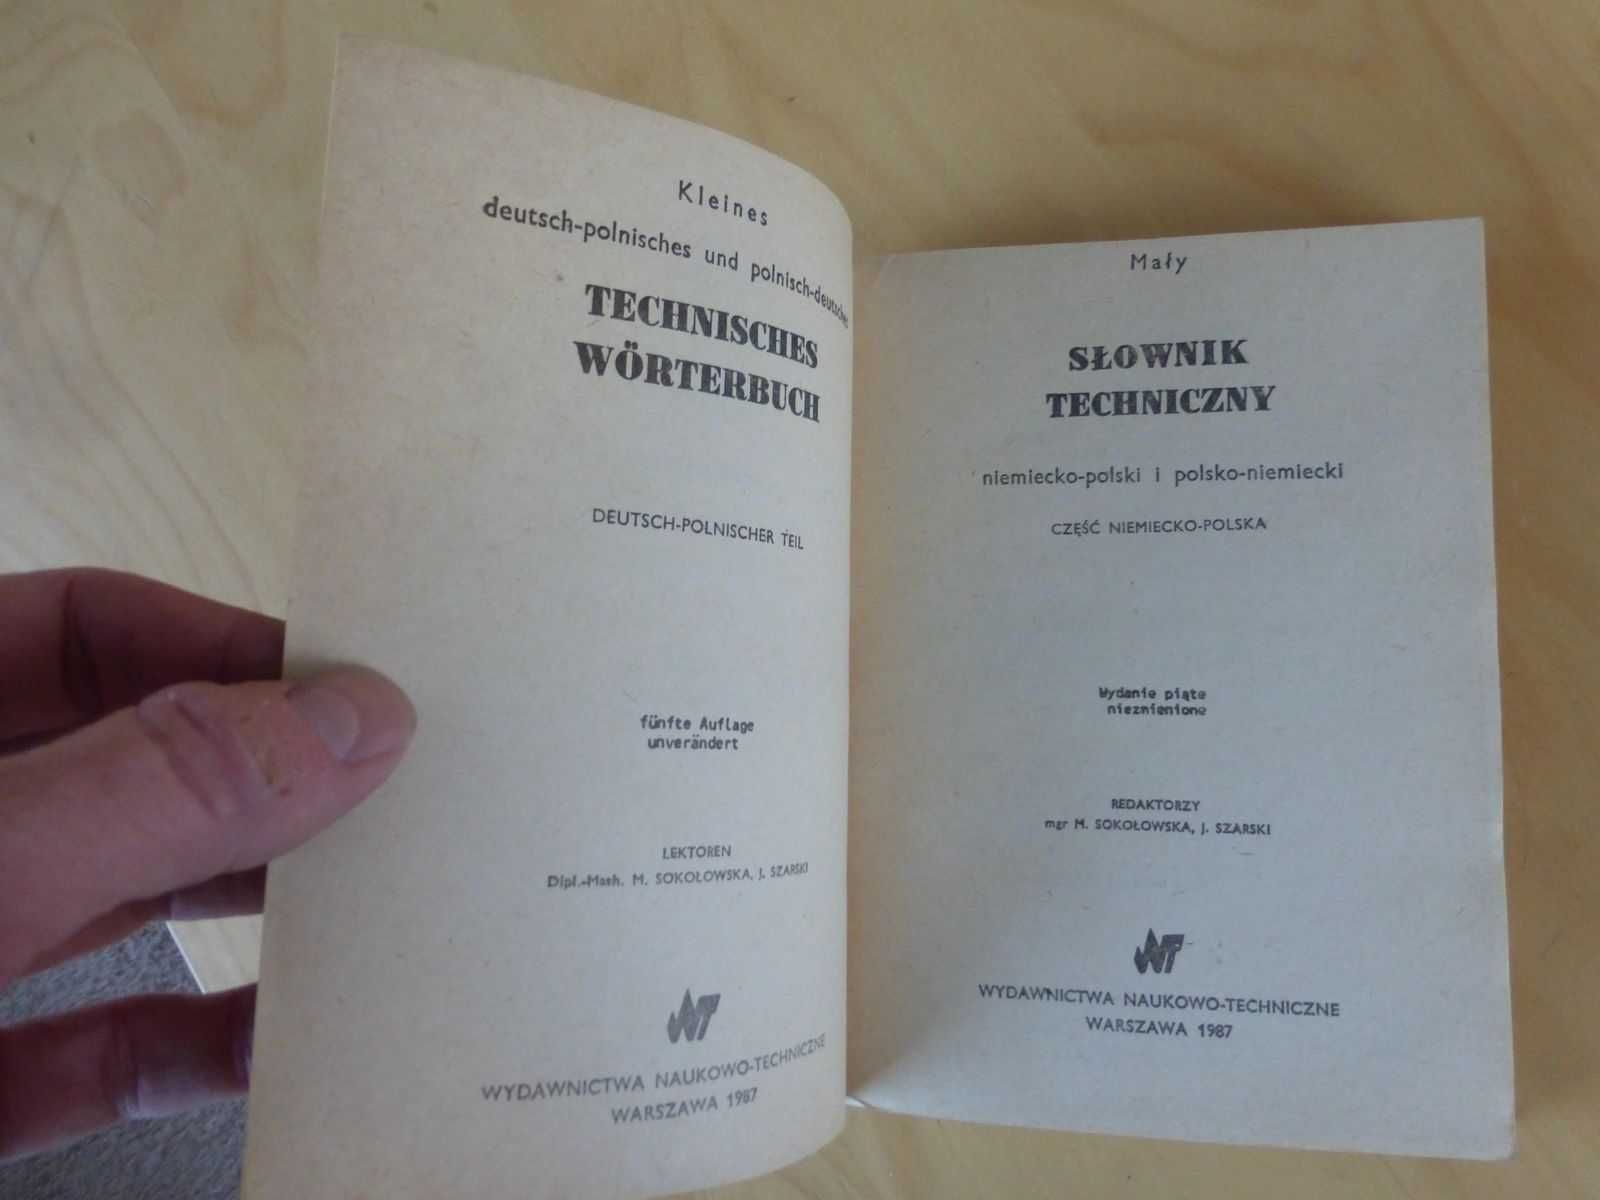 Kleines
deutsch-polnisches und polnisch-deutsches
TECHNISCHES
WÖRTERBUCH
DEUTSCH-POLNISCHER TEIL
fünfte Auflage
unverändert
LEKTOREN
Dipl.-Math. M. SOKOŁOWSKA, J. SZARSKI
WNT
WYDAWNICTWA NAUKOWO-TECHNICZNE
WARSZAWA 1987
Mały
SŁOWNIK
TECHNICZNY
niemiecko-polski i polsko-niemiecki
CZĘŚĆ NIEMIECKO-POLSKA
Wydanie piąte
niezmienione
REDAKTORZY
mgr M. SOKOŁOWSKA, J. SZARSKI
WNT
WYDAWNICTWA NAUKOWO-TECHNICZNE
WARSZAWA 1987